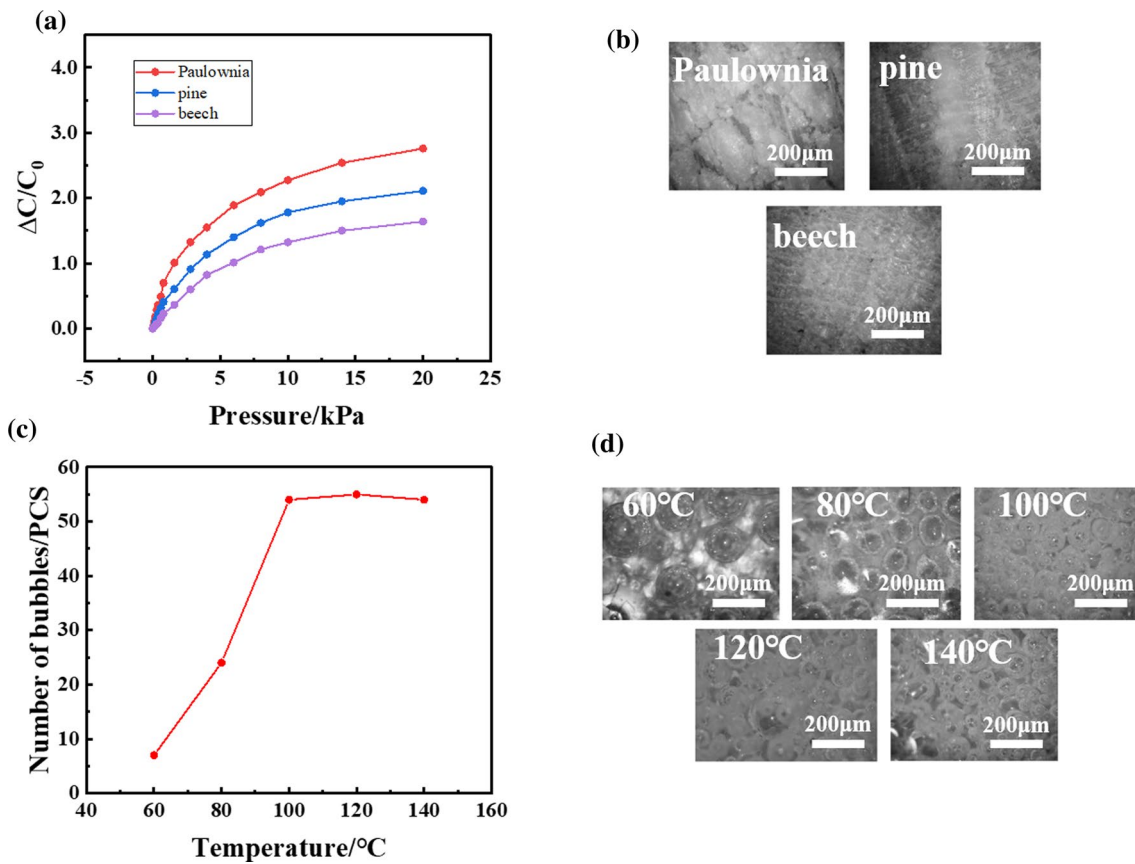 (a)
4.0
3.0
2.0
1.0
0.0
ΔC/C₀
Paulownia
pine
beech
-5 0 5 10 15 20 25
Pressure/kPa
(b)
Paulownia
200μm
pine
200μm
beech
200μm
(c)
60
50
40
30
20
10
0
Number of bubbles/PCS
40 60 80 100 120 140 160
Temperature/°C
(d)
60°C
200μm
80°C
200μm
100°C
200μm
120°C
200μm
140°C
200μm